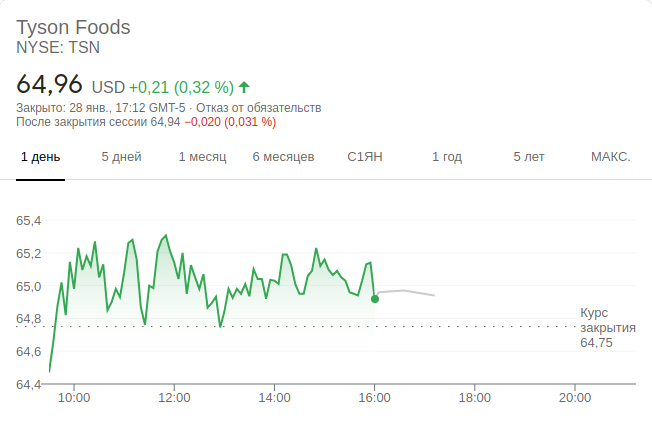 Tyson Foods
NYSE: TSN
64,96 USD +0,21 (0,32 %)
Закрыто: 28 янв., 17:12 GMT-5 · Отказ от обязательств
После закрытия сессии 64,94 −0,020 (0,031 %)
1 день 5 дней 1 месяц 6 месяцев С1ЯН 1 год 5 лет МАКС.
65,4
65,2
65,0
64,8
64,6
64,4
Курс
закрытия
64,75
10:00 12:00 14:00 16:00 18:00 20:00